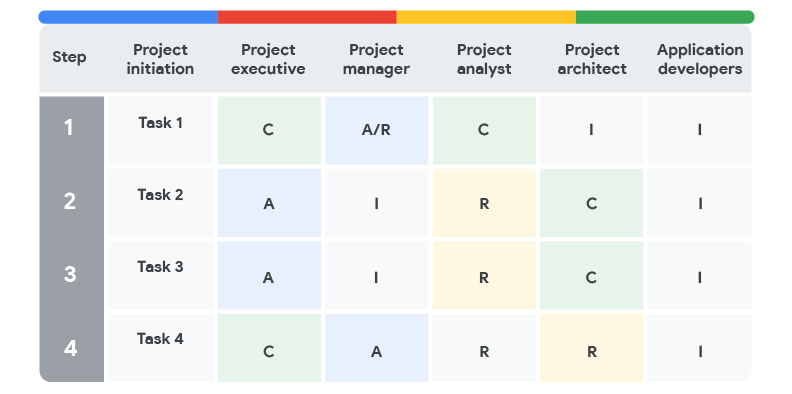 Step Project initiation Project executive Project manager Project analyst Project architect Application developers
1 Task 1 C A/R C I I
2 Task 2 A I R C I
3 Task 3 A I R C I
4 Task 4 C A R R I